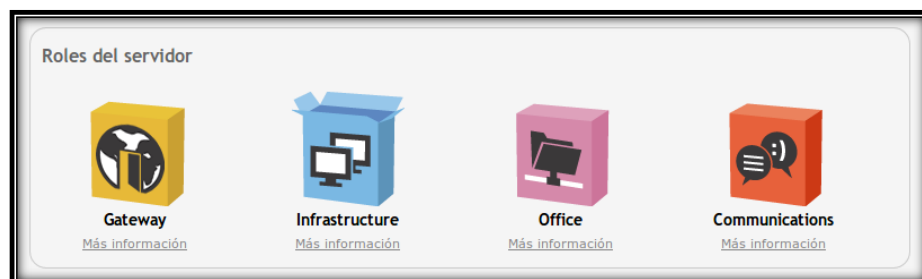 Roles del servidor
Gateway
Más información
Infrastructure
Más información
Office
Más información
Communications
Más información